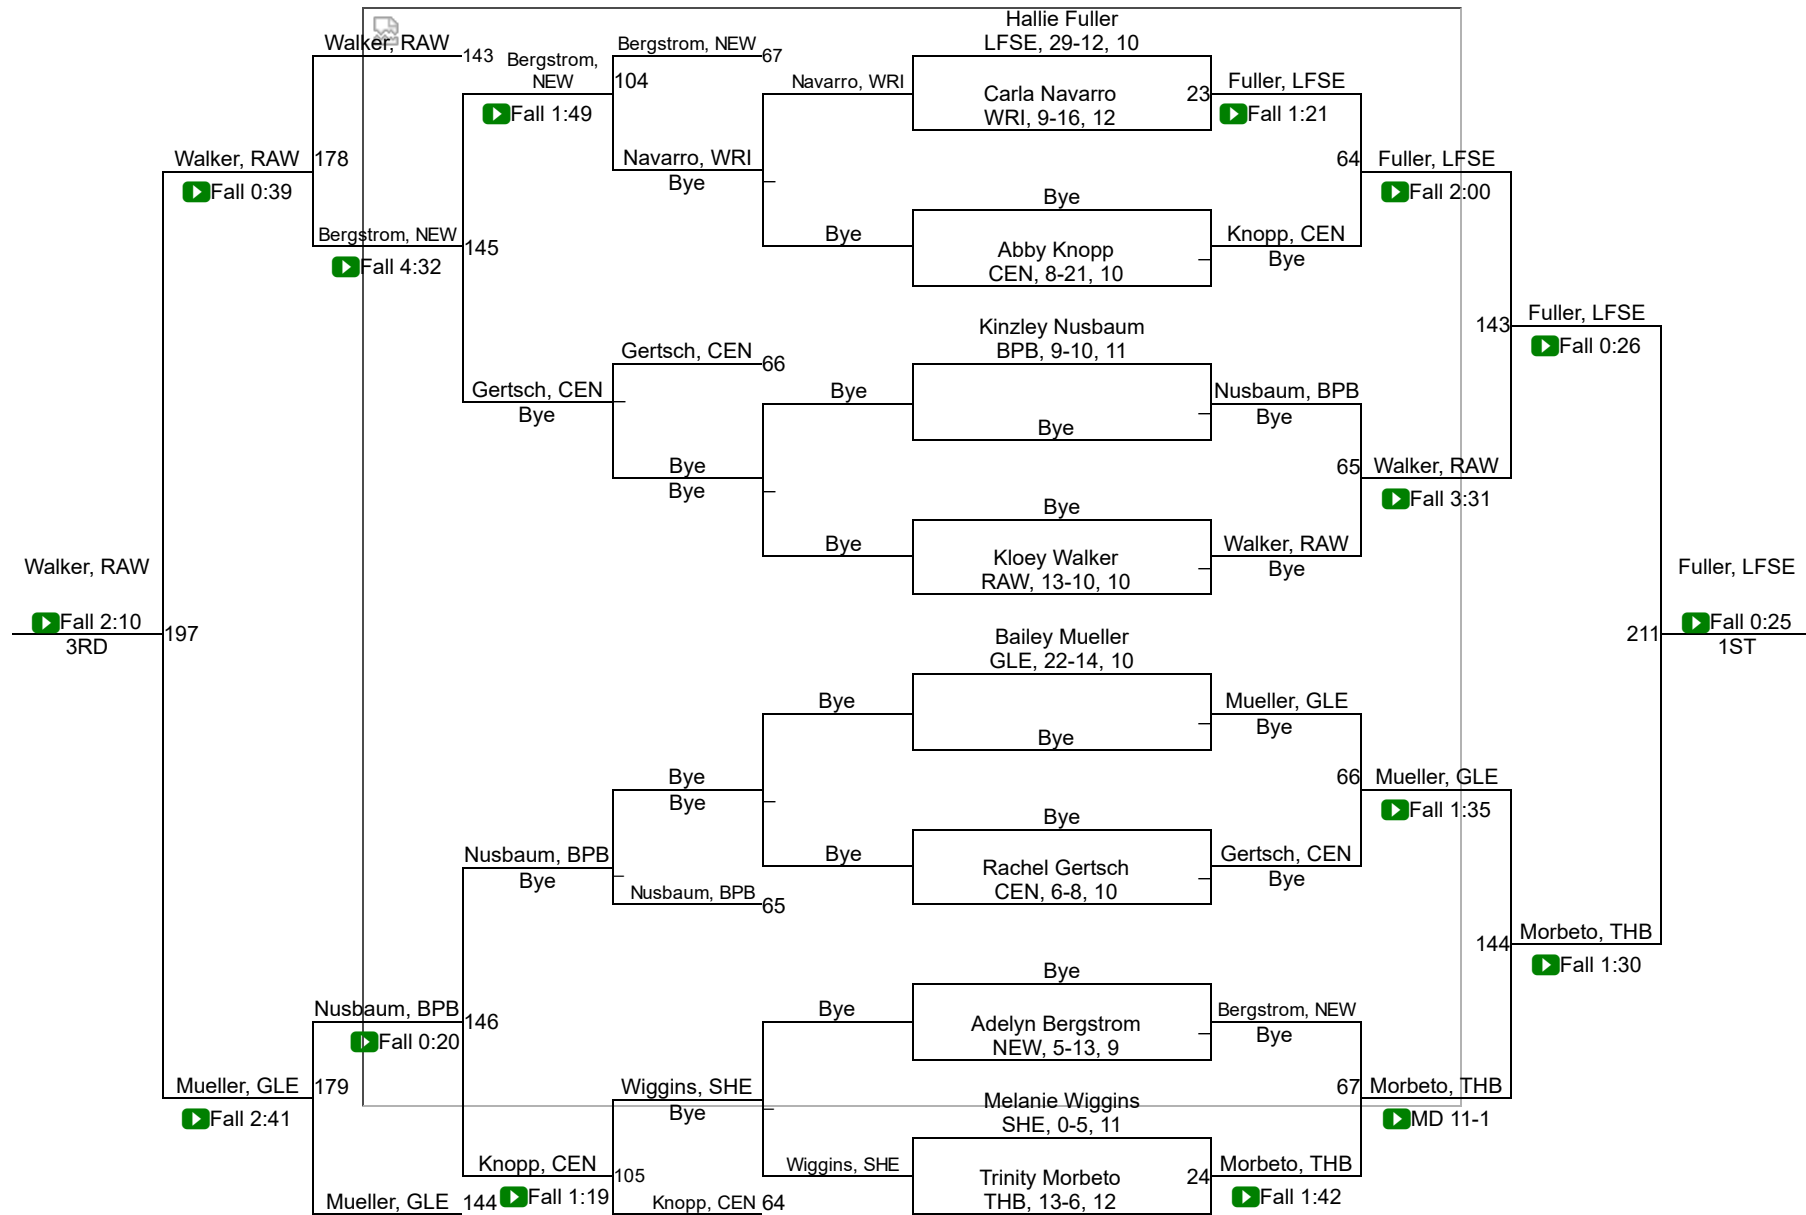 Hallie Fuller
LFSE, 29-12, 10
Walker, RAW
143
Bergstrom,
NEW
Bergstrom, NEW
67
104
Fall 1:49
Navarro, WRI
Carla Navarro
WRI, 9-16, 12
23
Fuller, LFSE
Fall 1:21
Walker, RAW
178
Fall 0:39
Navarro, WRI
Bye
64
Fuller, LFSE
Fall 2:00
Bye
Bergstrom, NEW
145
Fall 4:32
Bye
Abby Knopp
CEN, 8-21, 10
Knopp, CEN
Bye
Kinzley Nusbaum
BPB, 9-10, 11
143
Fuller, LFSE
Fall 0:26
Gertsch, CEN
66
Gertsch, CEN
Bye
Bye
Bye
Nusbaum, BPB
Bye
Bye
Bye
65
Walker, RAW
Fall 3:31
Bye
Bye
Kloey Walker
RAW, 13-10, 10
Walker, RAW
Bye
Walker, RAW
Fall 2:10
3RD
197
Fuller, LFSE
211
Fall 0:25
1ST
Bailey Mueller
GLE, 22-14, 10
Bye
Bye
Mueller, GLE
Bye
Bye
Bye
66
Mueller, GLE
Fall 1:35
Bye
Nusbaum, BPB
Bye
Bye
Rachel Gertsch
CEN, 6-8, 10
Gertsch, CEN
Bye
Nusbaum, BPB
65
144
Morbeto, THB
Fall 1:30
Bye
Nusbaum, BPB
146
Fall 0:20
Bye
Adelyn Bergstrom
NEW, 5-13, 9
Bergstrom, NEW
Bye
Mueller, GLE
179
Fall 2:41
Wiggins, SHE
Bye
Melanie Wiggins
SHE, 0-5, 11
67
Morbeto, THB
MD 11-1
Knopp, CEN
105
Fall 1:19
Wiggins, SHE
Trinity Morbeto
THB, 13-6, 12
24
Morbeto, THB
Fall 1:42
Mueller, GLE
144
Knopp, CEN
64